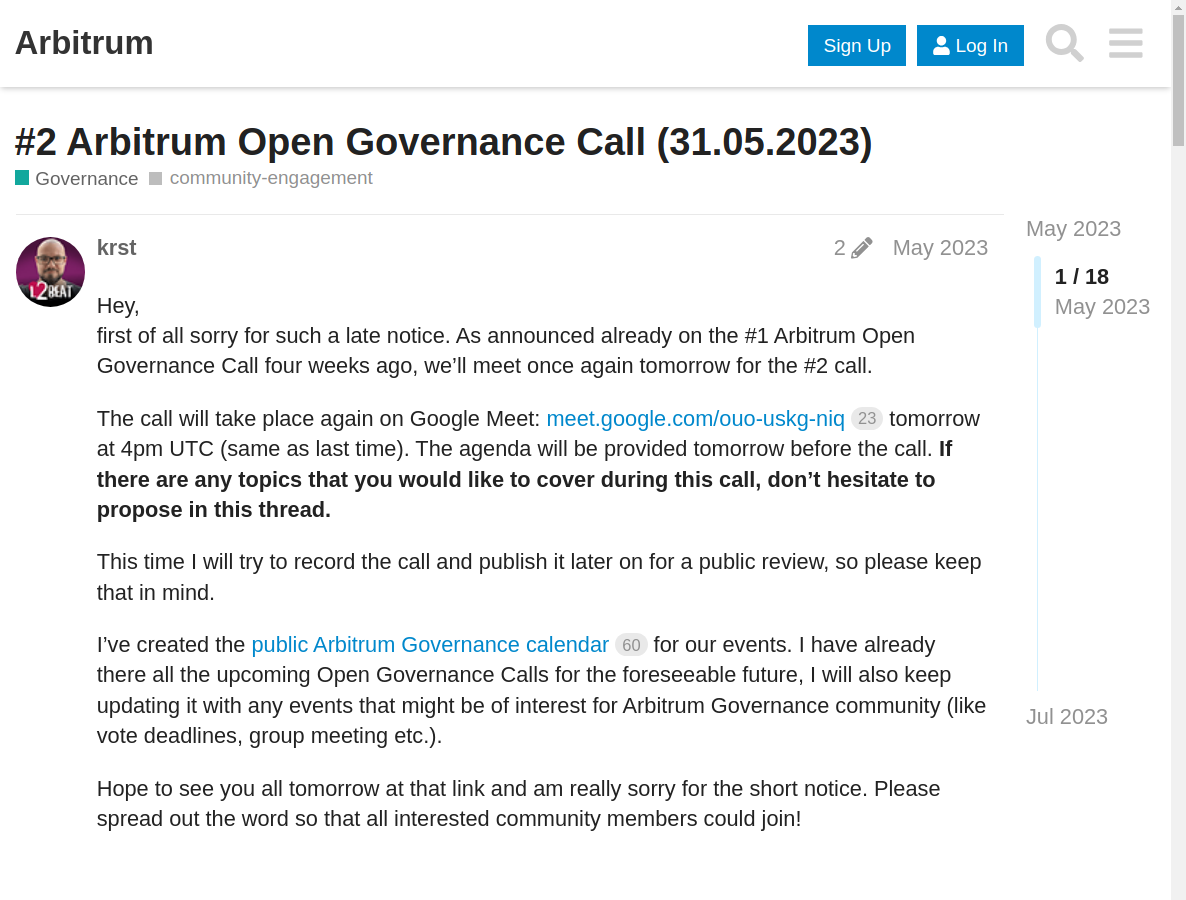 Arbitrum
Sign Up
Log In
#2 Arbitrum Open Governance Call (31.05.2023)
Governance
community-engagement
krst
2
May 2023
L2BEAT
Hey,
first of all sorry for such a late notice. As announced already on the #1 Arbitrum Open
Governance Call four weeks ago, we’ll meet once again tomorrow for the #2 call.
The call will take place again on Google Meet: meet.google.com/ouo-uskg-niq 23 tomorrow
at 4pm UTC (same as last time). The agenda will be provided tomorrow before the call. If
there are any topics that you would like to cover during this call, don’t hesitate to
propose in this thread.
This time I will try to record the call and publish it later on for a public review, so please keep
that in mind.
I’ve created the public Arbitrum Governance calendar 60 for our events. I have already
there all the upcoming Open Governance Calls for the foreseeable future, I will also keep
updating it with any events that might be of interest for Arbitrum Governance community (like
vote deadlines, group meeting etc.).
Hope to see you all tomorrow at that link and am really sorry for the short notice. Please
spread out the word so that all interested community members could join!
May 2023
1 / 18
May 2023
Jul 2023